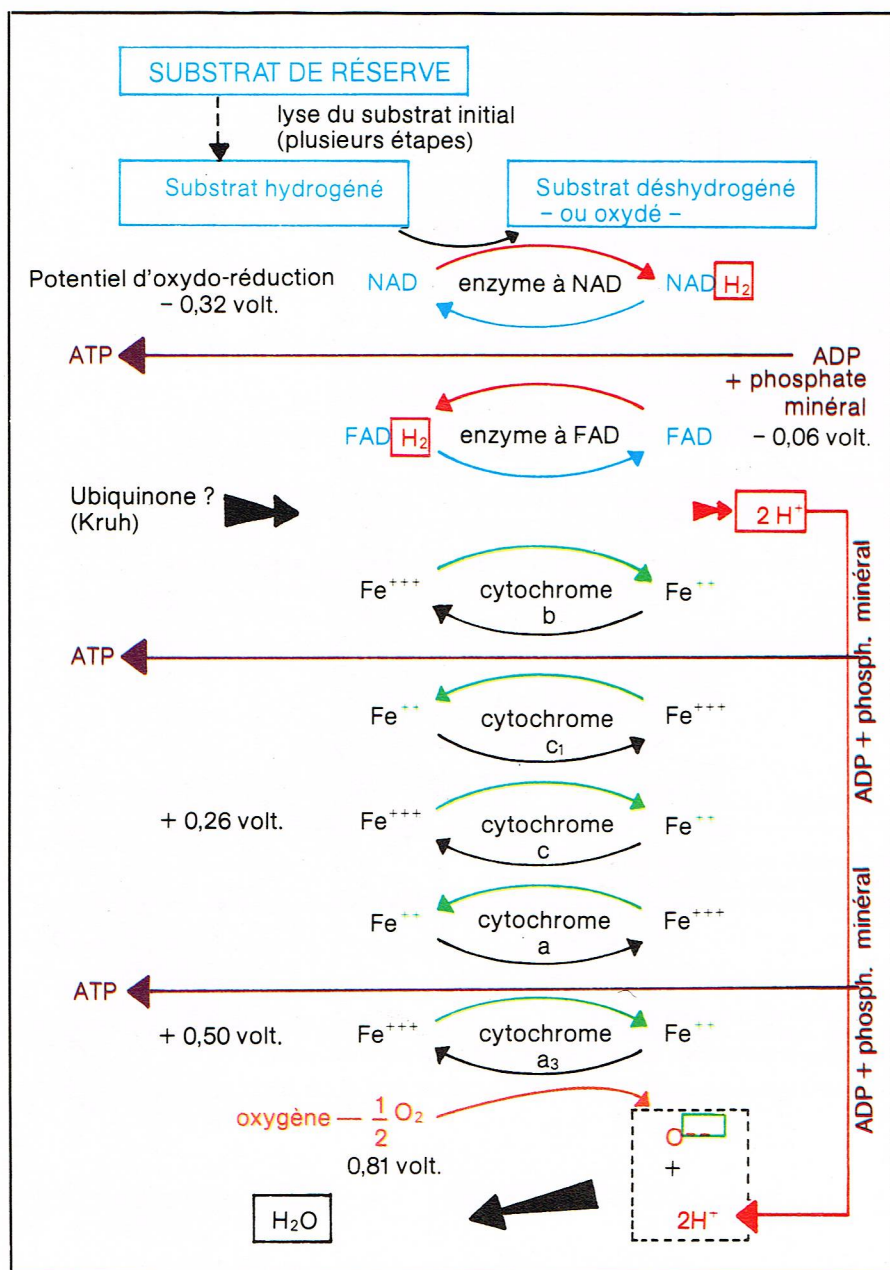 SUBSTRAT DE RÉSERVE
lyse du substrat initial
(plusieurs étapes)
Substrat hydrogéné
Substrat déshydrogéné
– ou oxydé –
Potentiel d'oxydo-réduction
– 0,32 volt.
NAD
enzyme à NAD
NAD H₂
ATP
ADP
+ phosphate
minéral
– 0,06 volt.
FAD H₂
enzyme à FAD
FAD
Ubiquinone ?
(Kruh)
2 H⁺
Fe⁺⁺⁺
cytochrome
b
Fe⁺⁺
ATP
ADP + phosph. minéral
Fe⁺⁺
cytochrome
c₁
Fe⁺⁺⁺
+ 0,26 volt.
Fe⁺⁺⁺
cytochrome
c
Fe⁺⁺
Fe⁺⁺
cytochrome
a
Fe⁺⁺⁺
ATP
ADP + phosph. minéral
+ 0,50 volt.
Fe⁺⁺⁺
cytochrome
a₃
Fe⁺⁺
oxygène — 1/2 O₂
0,81 volt.
O⁻⁻
+
2H⁺
H₂O